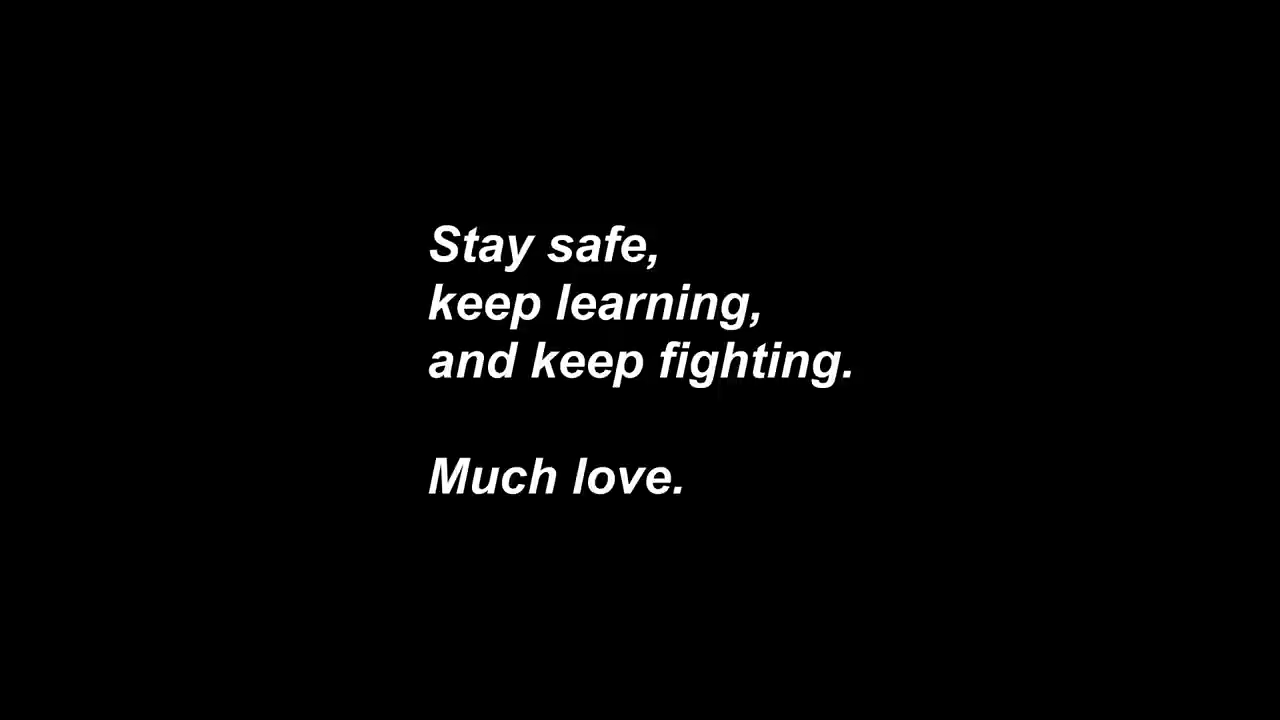 Stay safe,
keep learning,
and keep fighting.
Much love.